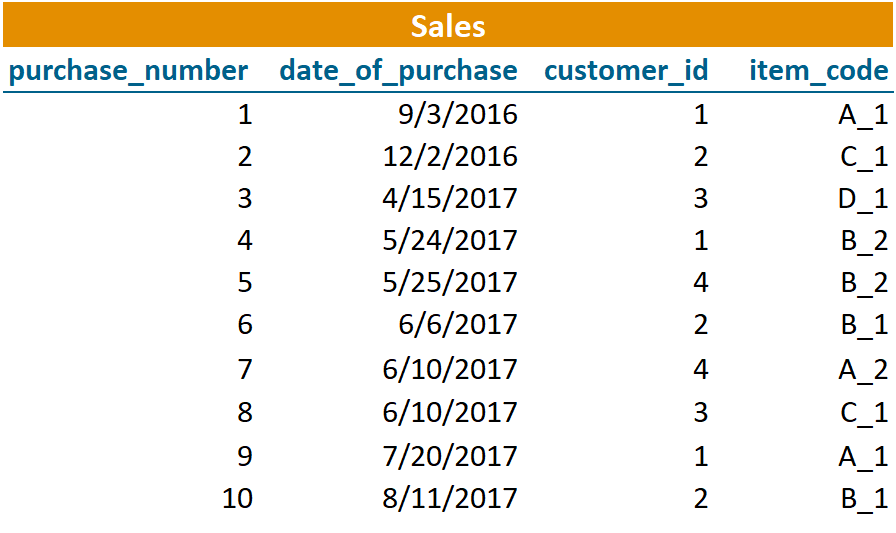 Sales
purchase_number date_of_purchase customer_id item_code
1 9/3/2016 1 A_1
2 12/2/2016 2 C_1
3 4/15/2017 3 D_1
4 5/24/2017 1 B_2
5 5/25/2017 4 B_2
6 6/6/2017 2 B_1
7 6/10/2017 4 A_2
8 6/10/2017 3 C_1
9 7/20/2017 1 A_1
10 8/11/2017 2 B_1